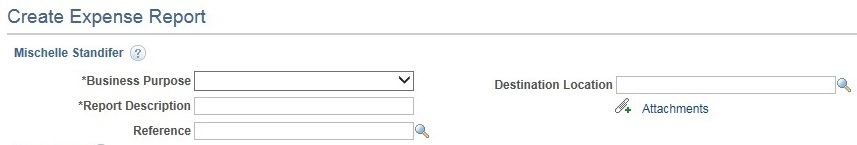 Create Expense Report
Mischelle Standifer ?
*Business Purpose
Destination Location
*Report Description
Attachments
Reference